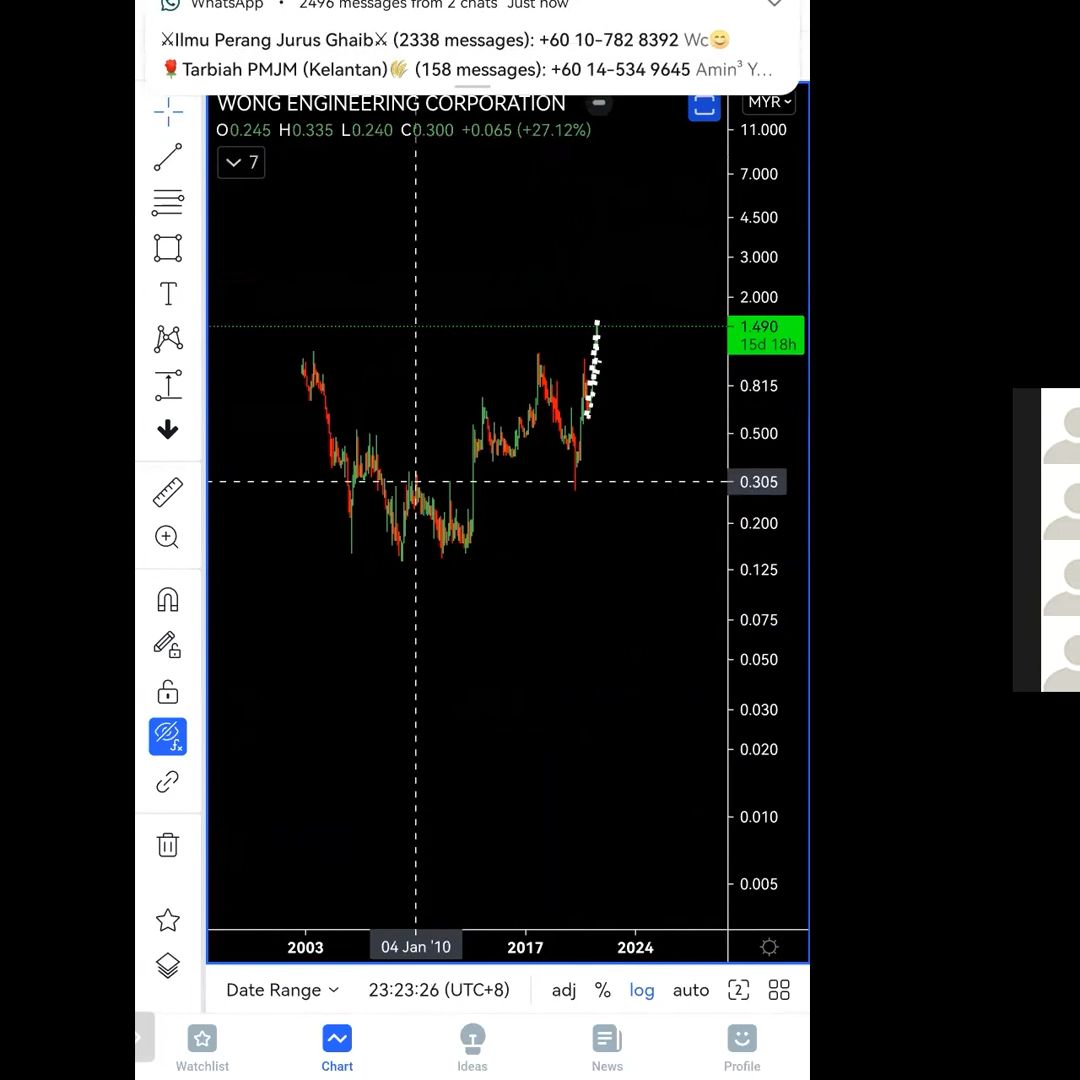 WhatsApp • 2496 messages from 2 chats Just now
⚔Ilmu Perang Jurus Ghaib⚔ (2338 messages): +60 10-782 8392 Wc😊
🌹Tarbiah PMJM (Kelantan)🌾 (158 messages): +60 14-534 9645 Amin³ Y...
WONG ENGINEERING CORPORATION
MYR
O0.245 H0.335 L0.240 C0.300 +0.065 (+27.12%)
7
11.000
7.000
4.500
3.000
2.000
1.490
15d 18h
0.815
0.500
0.305
0.200
0.125
0.075
0.050
0.030
0.020
0.010
0.005
T
fx
2003
04 Jan '10
2017
2024
Date Range
23:23:26 (UTC+8)
adj % log auto
2
Watchlist
Chart
Ideas
News
Profile